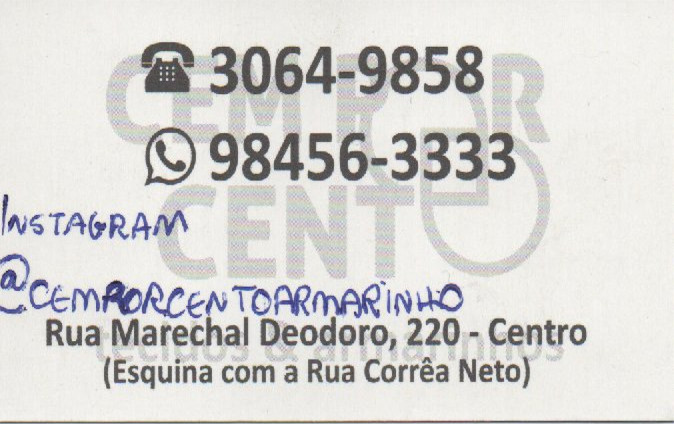 3064-9858
98456-3333
CEM POR
CENTO
INSTAGRAM
@CEMPORCENTOARMARINHO
Rua Marechal Deodoro, 220 - Centro
tecidos & armarinhos
(Esquina com a Rua Corrêa Neto)